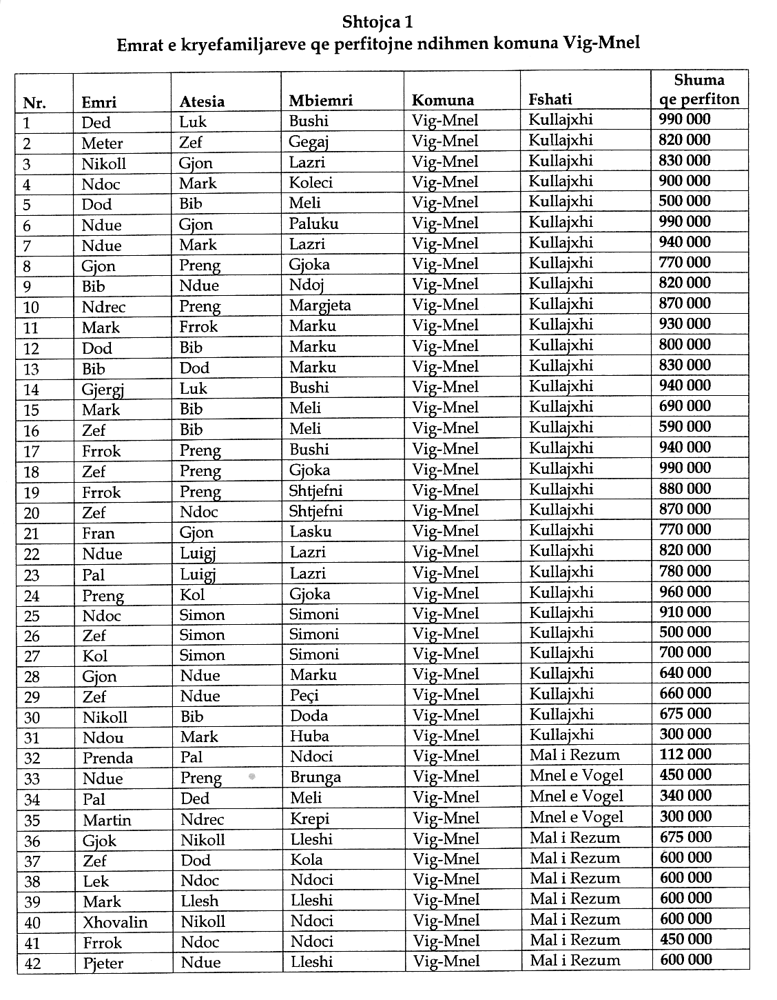 Shtojca 1
Emrat e kryefamiljareve qe perfitojne ndihmen komuna Vig-Mnel
Nr. Emri Atesia Mbiemri Komuna Fshati Shuma qe perfiton
1 Ded Luk Bushi Vig-Mnel Kullajxhi 990 000
2 Meter Zef Gegaj Vig-Mnel Kullajxhi 820 000
3 Nikoll Gjon Lazri Vig-Mnel Kullajxhi 830 000
4 Ndoc Mark Koleci Vig-Mnel Kullajxhi 900 000
5 Dod Bib Meli Vig-Mnel Kullajxhi 500 000
6 Ndue Gjon Paluku Vig-Mnel Kullajxhi 990 000
7 Ndue Mark Lazri Vig-Mnel Kullajxhi 940 000
8 Gjon Preng Gjoka Vig-Mnel Kullajxhi 770 000
9 Bib Ndue Ndoj Vig-Mnel Kullajxhi 820 000
10 Ndrec Preng Margjeta Vig-Mnel Kullajxhi 870 000
11 Mark Frrok Marku Vig-Mnel Kullajxhi 930 000
12 Dod Bib Marku Vig-Mnel Kullajxhi 800 000
13 Bib Dod Marku Vig-Mnel Kullajxhi 830 000
14 Gjergj Luk Bushi Vig-Mnel Kullajxhi 940 000
15 Mark Bib Meli Vig-Mnel Kullajxhi 690 000
16 Zef Bib Meli Vig-Mnel Kullajxhi 590 000
17 Frrok Preng Bushi Vig-Mnel Kullajxhi 940 000
18 Zef Preng Gjoka Vig-Mnel Kullajxhi 990 000
19 Frrok Preng Shtjefni Vig-Mnel Kullajxhi 880 000
20 Zef Ndoc Shtjefni Vig-Mnel Kullajxhi 870 000
21 Fran Gjon Lasku Vig-Mnel Kullajxhi 770 000
22 Ndue Luigj Lazri Vig-Mnel Kullajxhi 820 000
23 Pal Luigj Lazri Vig-Mnel Kullajxhi 780 000
24 Preng Kol Gjoka Vig-Mnel Kullajxhi 960 000
25 Ndoc Simon Simoni Vig-Mnel Kullajxhi 910 000
26 Zef Simon Simoni Vig-Mnel Kullajxhi 500 000
27 Kol Simon Simoni Vig-Mnel Kullajxhi 700 000
28 Gjon Ndue Marku Vig-Mnel Kullajxhi 640 000
29 Zef Ndue Peçi Vig-Mnel Kullajxhi 660 000
30 Nikoll Bib Doda Vig-Mnel Kullajxhi 675 000
31 Ndou Mark Huba Vig-Mnel Kullajxhi 300 000
32 Prenda Pal Ndoci Vig-Mnel Mal i Rezum 112 000
33 Ndue Preng Brunga Vig-Mnel Mnel e Vogel 450 000
34 Pal Ded Meli Vig-Mnel Mnel e Vogel 340 000
35 Martin Ndrec Krepi Vig-Mnel Mnel e Vogel 300 000
36 Gjok Nikoll Lleshi Vig-Mnel Mal i Rezum 675 000
37 Zef Dod Kola Vig-Mnel Mal i Rezum 600 000
38 Lek Ndoc Ndoci Vig-Mnel Mal i Rezum 600 000
39 Mark Llesh Lleshi Vig-Mnel Mal i Rezum 600 000
40 Xhovalin Nikoll Ndoci Vig-Mnel Mal i Rezum 600 000
41 Frrok Ndoc Ndoci Vig-Mnel Mal i Rezum 450 000
42 Pjeter Ndue Lleshi Vig-Mnel Mal i Rezum 600 000